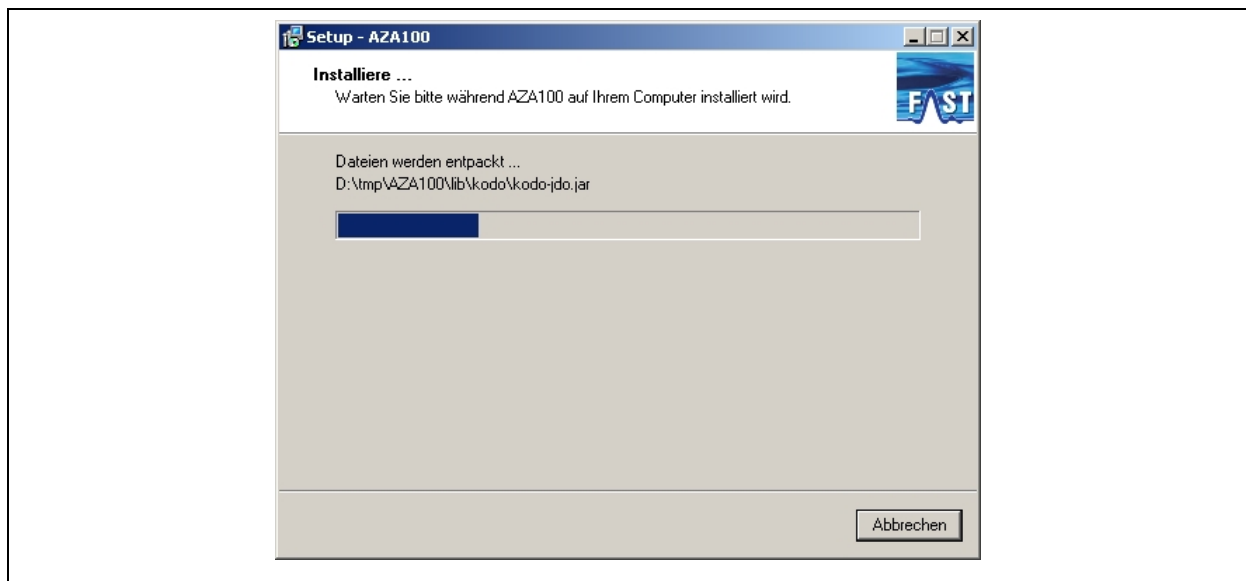 Setup - AZA100
Installiere ...
Warten Sie bitte während AZA100 auf Ihrem Computer installiert wird.
FAST
Dateien werden entpackt ...
D:\tmp\AZA100\lib\kodo\kodo-jdo.jar
Abbrechen